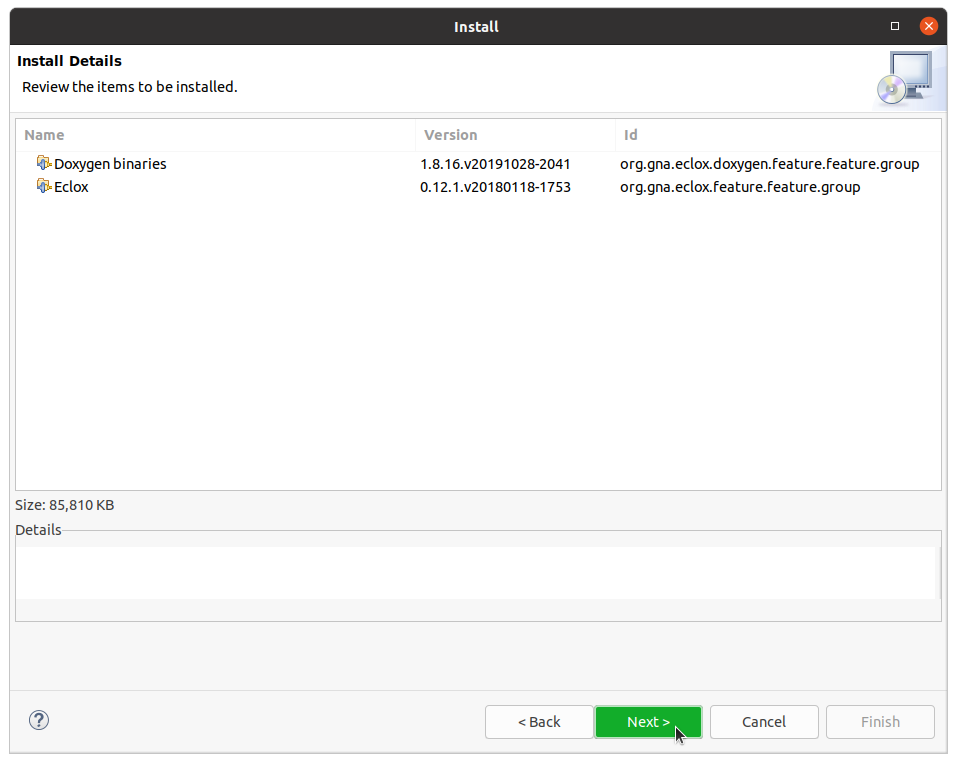 Install
Install Details
Review the items to be installed.
Name Version Id
Doxygen binaries 1.8.16.v20191028-2041 org.gna.eclox.doxygen.feature.feature.group
Eclox 0.12.1.v20180118-1753 org.gna.eclox.feature.feature.group
Size: 85,810 KB
Details
? < Back Next > Cancel Finish